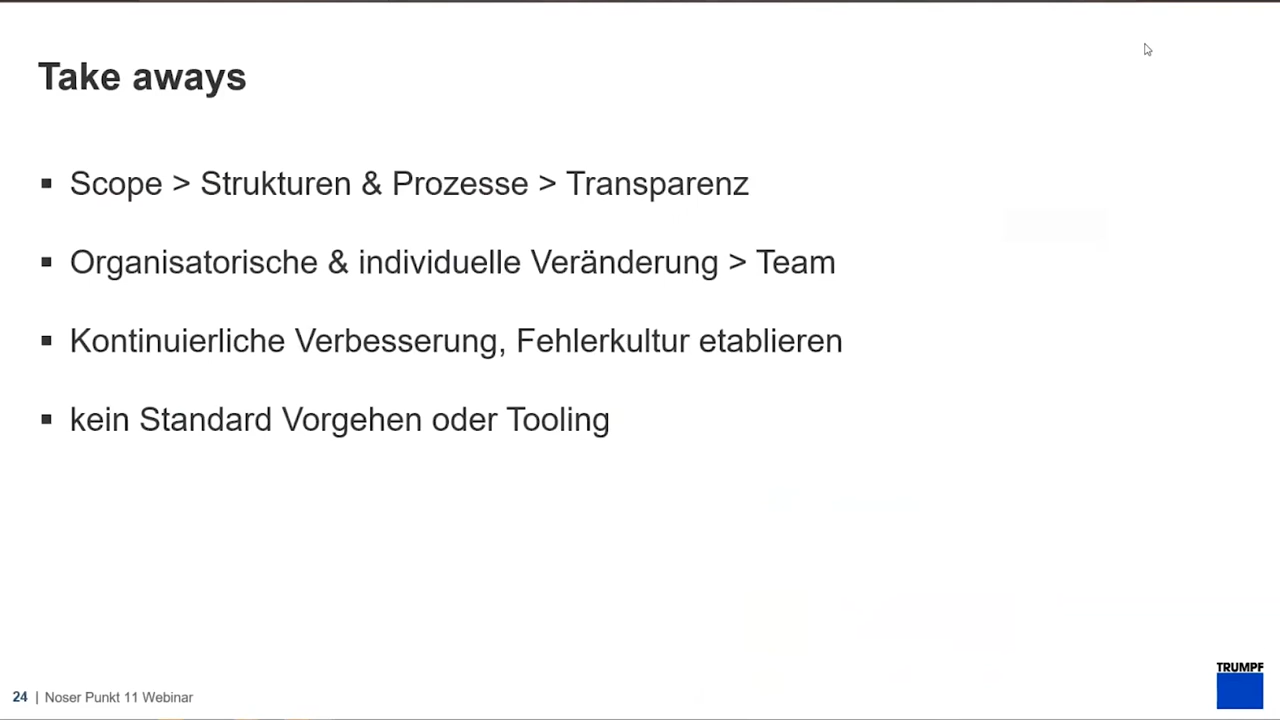 Take aways
▪ Scope > Strukturen & Prozesse > Transparenz
▪ Organisatorische & individuelle Veränderung > Team
▪ Kontinuierliche Verbesserung, Fehlerkultur etablieren
▪ kein Standard Vorgehen oder Tooling
TRUMPF
24 | Noser Punkt 11 Webinar